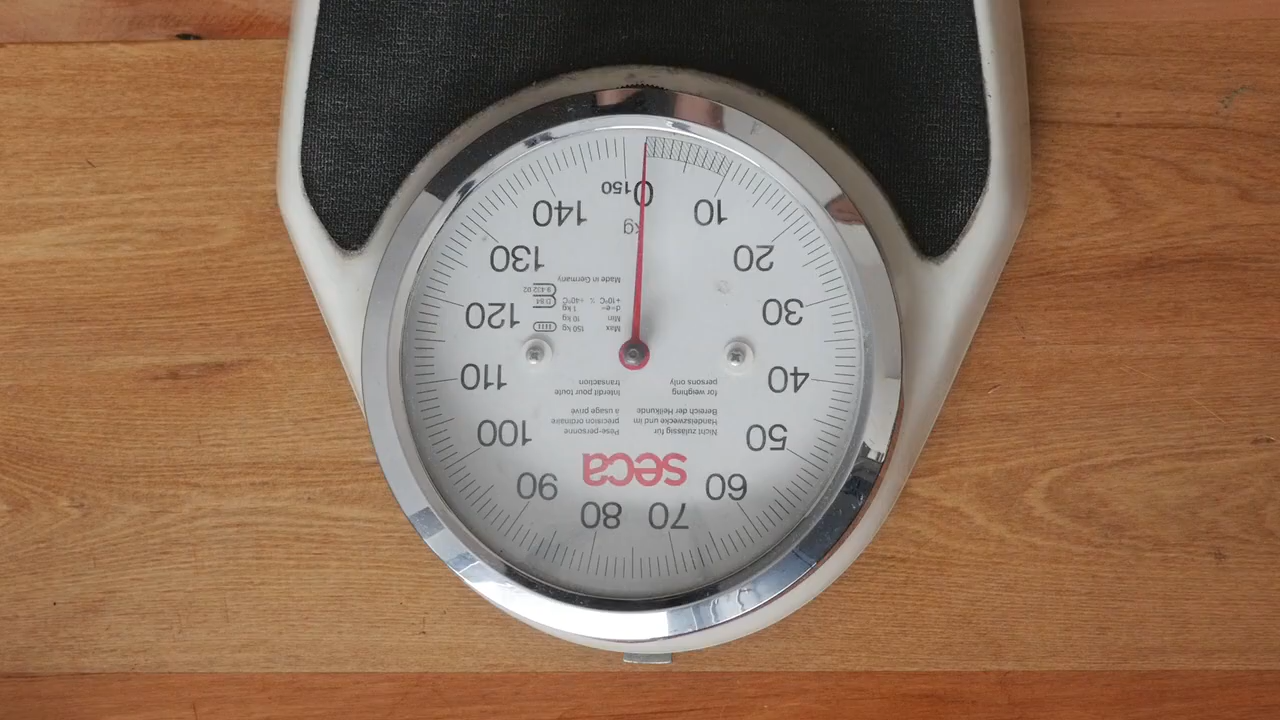 0
150
10
20
30
40
50
60
70
80
90
100
110
120
130
140
kg
Made in Germany
D 84
+10°C % +40°C
d=e= 1 kg
Min 10 kg
Max 150 kg
for weighing
persons only
Interdit pour toute
transaction
Nicht zulässig für
Handelszwecke und im
Bereich der Heilkunde
Pèse-personne
précision ordinaire
a usage privé
seca